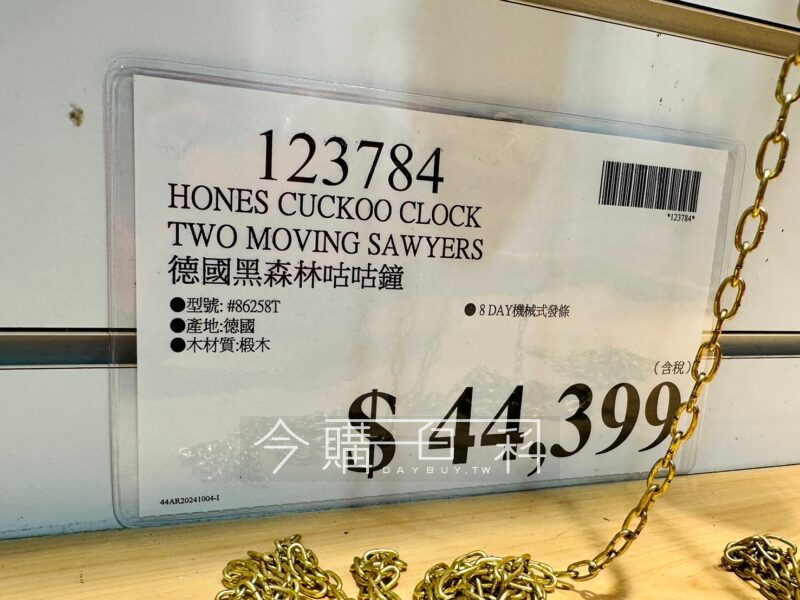 123784
HONES CUCKOO CLOCK
TWO MOVING SAWYERS
德國黑森林咕咕鐘
●型號: #86258T
●產地:德國
●木材質:椴木
● 8 DAY機械式發條
*123784*
(含稅)
$ 44,399
今購百科
DAYBUY.TW
44AR20241004-1